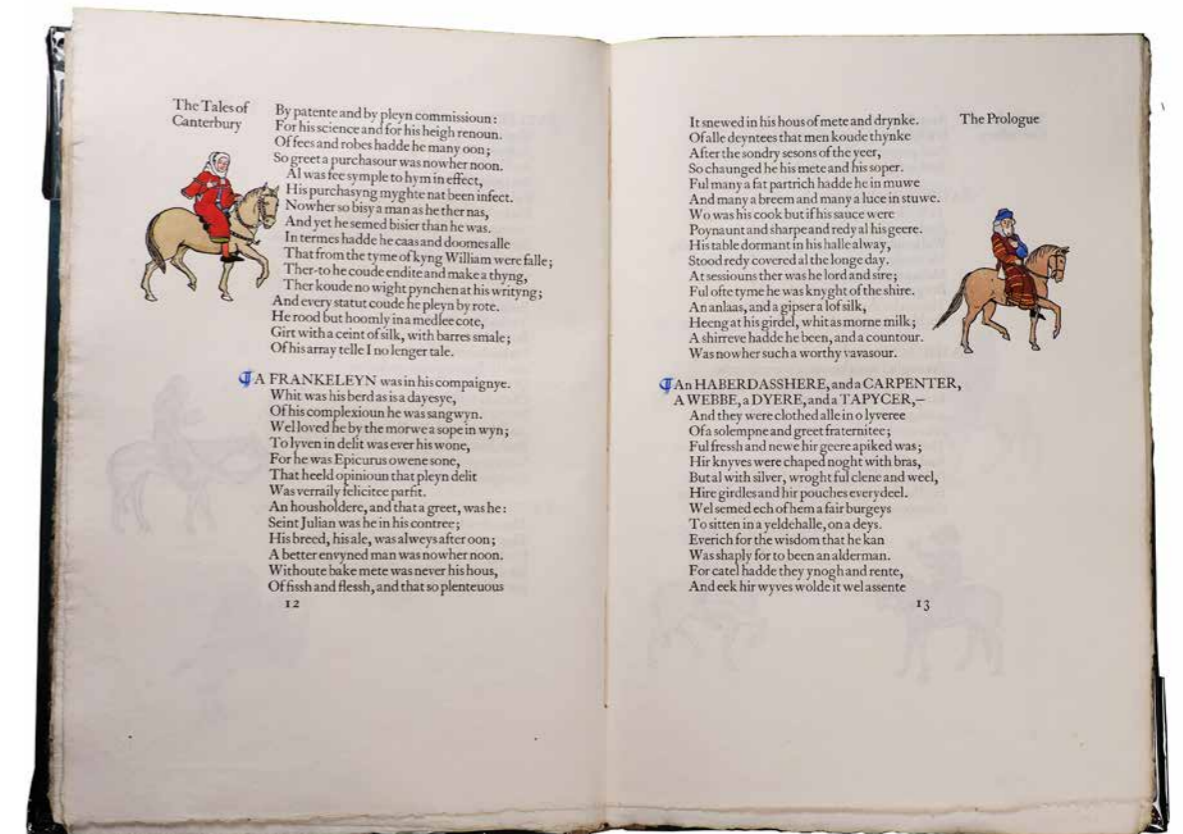 The Tales of
Canterbury
By patente and by pleyn commissioun:
For his science and for his heigh renoun.
Of fees and robes hadde he many oon;
So greet a purchasour was nowher noon.
Al was fee symple to hym in effect,
His purchasyng myghte nat been infect.
Nowher so bisy a man as he ther nas,
And yet he semed bisier than he was.
In termes hadde he caas and doomes alle
That from the tyme of kyng William were falle;
Ther-to he coude endite and make a thyng,
Ther koude no wight pynchen at his writyng;
And every statut coude he pleyn by rote.
He rood but hoomly in a medlee cote,
Girt with a ceint of silk, with barres smale;
Of his array telle I no lenger tale.
¶A FRANKELEYN was in his compaignye.
Whit was his berd as is a dayesye,
Of his complexioun he was sangwyn.
Wel loved he by the morwe a sope in wyn;
To lyven in delit was ever his wone,
For he was Epicurus owene sone,
That heeld opinioun that pleyn delit
Was verraily felicitee parfit.
An housholdere, and that a greet, was he:
Seint Julian was he in his contree;
His breed, his ale, was alweys after oon;
A better envyned man was nowher noon.
Withoute bake mete was never his hous,
Of fissh and flessh, and that so plenteuous
12
The Prologue
It snewed in his hous of mete and drynke.
Of alle deyntees that men koude thynke
After the sondry sesons of the yeer,
So chaunged he his mete and his soper.
Ful many a fat partrich hadde he in muwe
And many a breem and many a luce in stuwe.
Wo was his cook but if his sauce were
Poynaunt and sharpe and redy al his geere.
His table dormant in his halle alway,
Stood redy covered al the longe day.
At sessiouns ther was he lord and sire;
Ful ofte tyme he was knyght of the shire.
An anlaas, and a gipser al of silk,
Heeng at his girdel, whit as morne milk;
A shirreve hadde he been, and a countour.
Was nowher such a worthy vavasour.
¶An HABERDASSHERE, and a CARPENTER,
A WEBBE, a DYERE, and a TAPYCER,—
And they were clothed alle in o lyveree
Of a solempne and greet fraternitee;
Ful fressh and newe hir geere apiked was;
Hir knyves were chaped noght with bras,
But al with silver, wroght ful clene and weel,
Hire girdles and hir pouches everydeel.
Wel semed ech of hem a fair burgeys
To sitten in a yeldehalle, on a deys.
Everich for the wisdom that he kan
Was shaply for to been an alderman.
For catel hadde they ynogh and rente,
And eek hir wyves wolde it wel assente
13